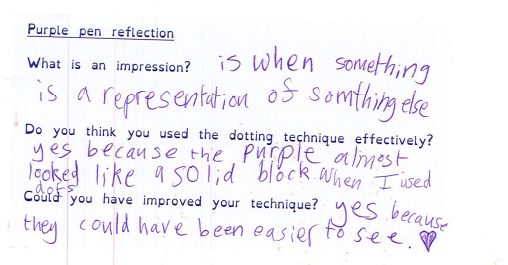 Purple pen reflection
What is an impression? is when something
is a representation of somthing else
Do you think you used the dotting technique effectively?
yes because the purple almost
looked like a solid block when I used
dots
Could you have improved your technique? yes because
they could have been easier to see.